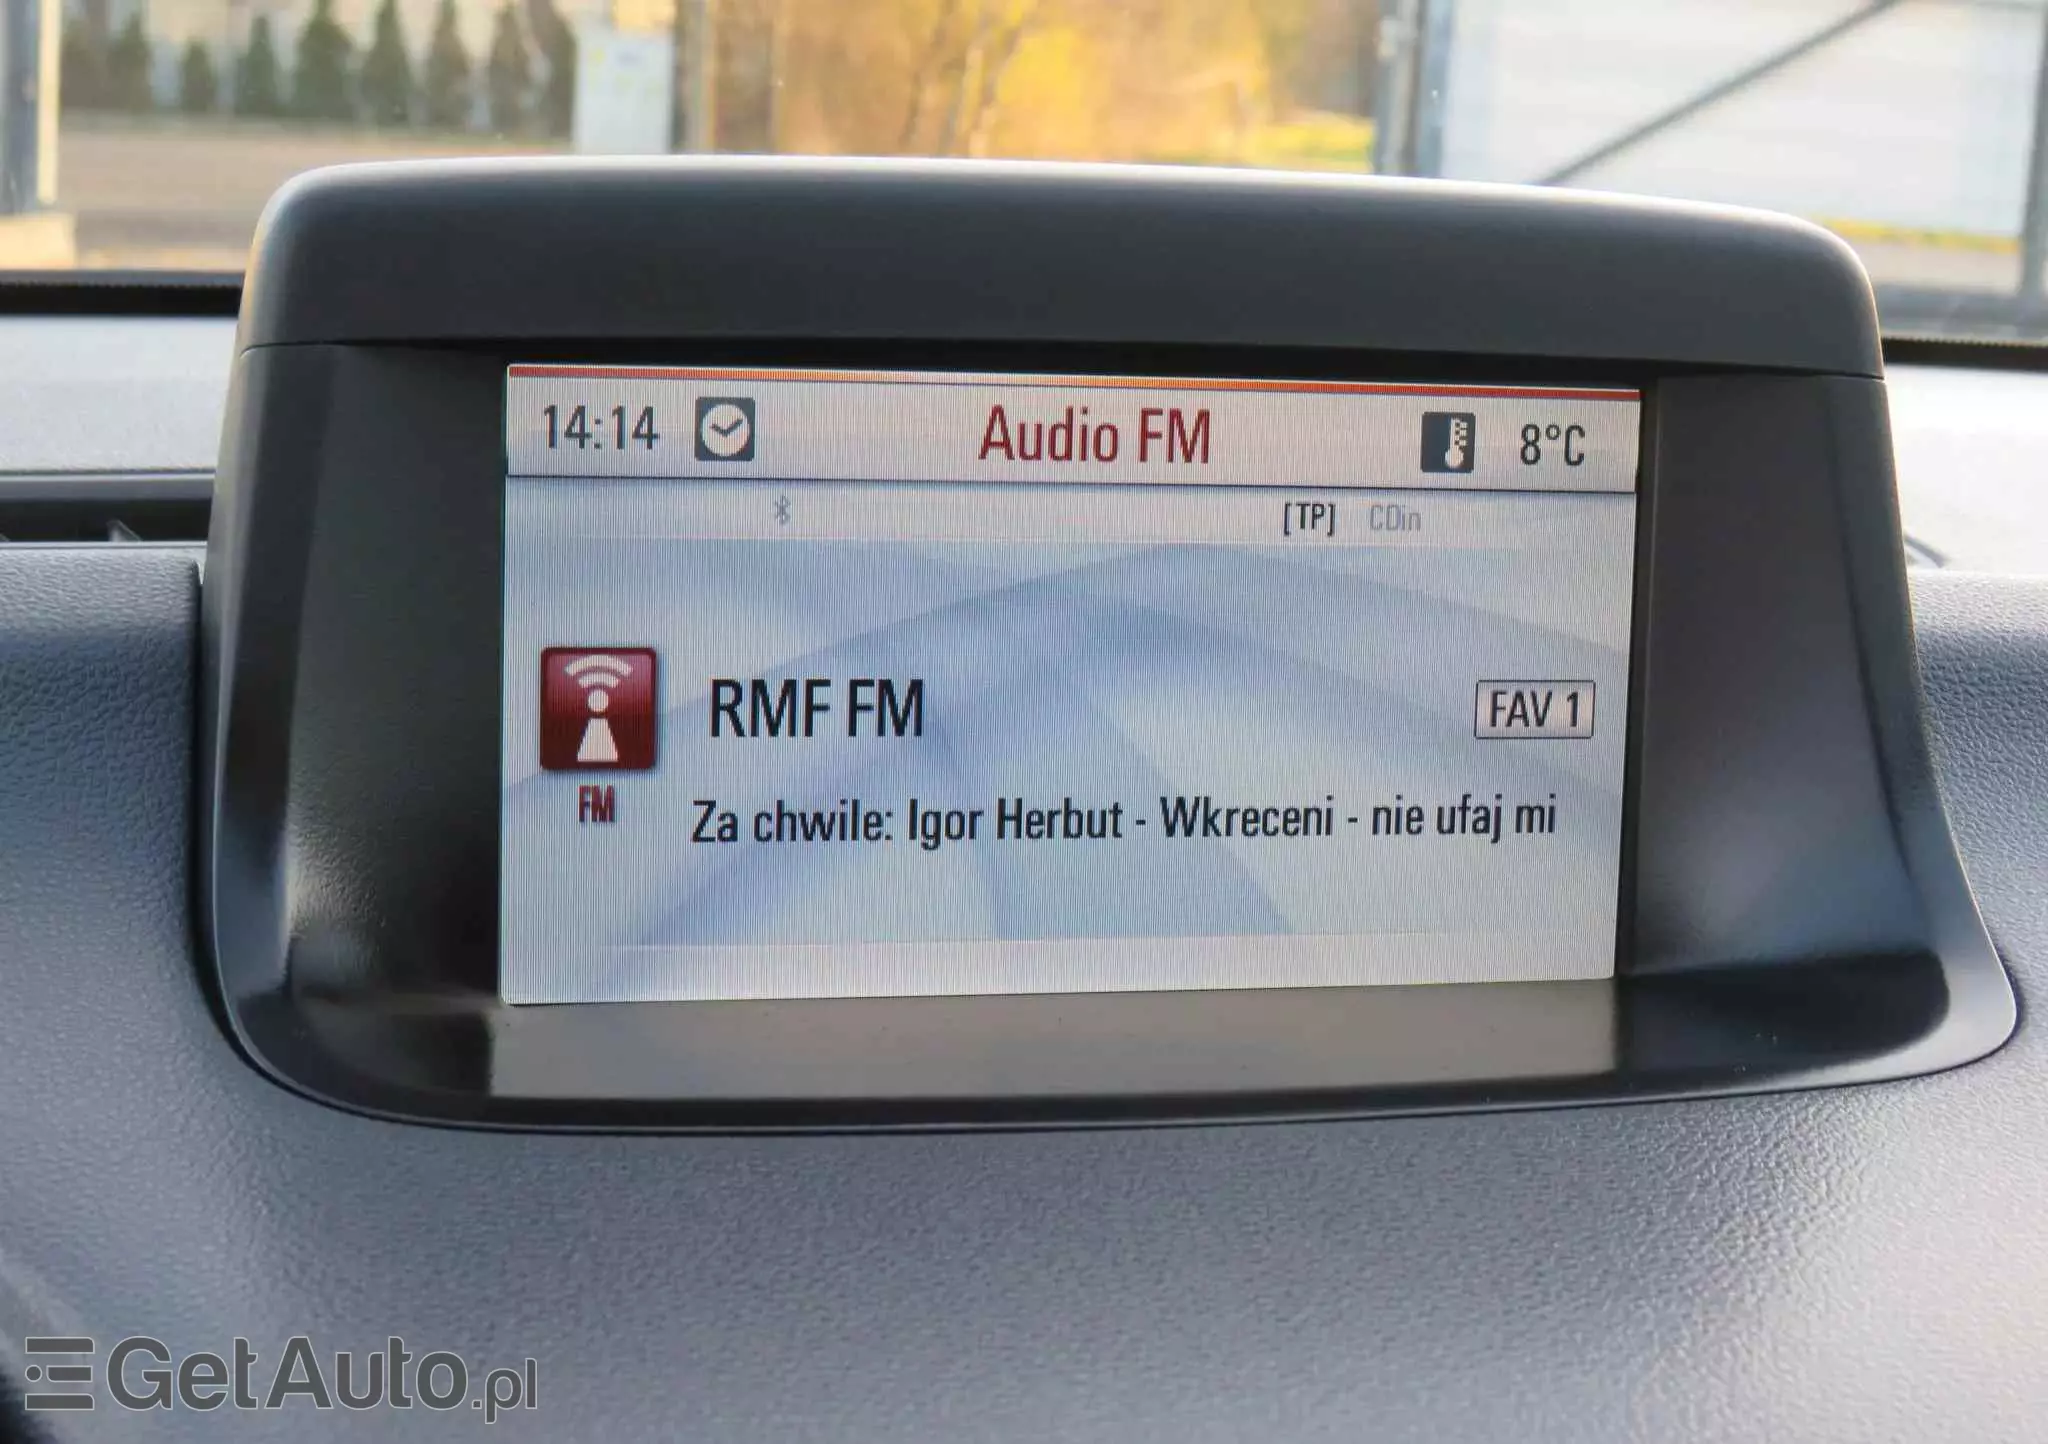 14:14 Audio FM 8°C
[TP] CDin
RMF FM FAV 1
FM
Za chwile: Igor Herbut - Wkreceni - nie ufaj mi
GetAuto.pl